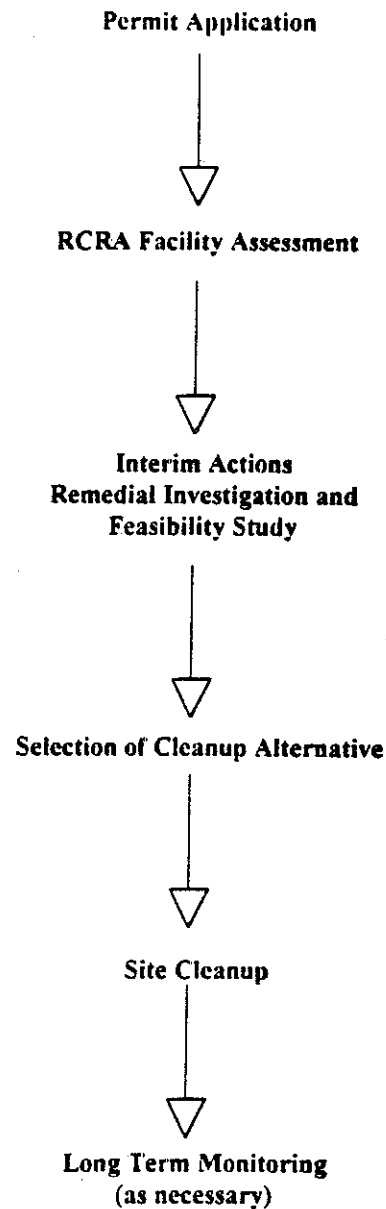 Permit Application
RCRA Facility Assessment
Interim Actions
Remedial Investigation and
Feasibility Study
Selection of Cleanup Alternative
Site Cleanup
Long Term Monitoring
(as necessary)